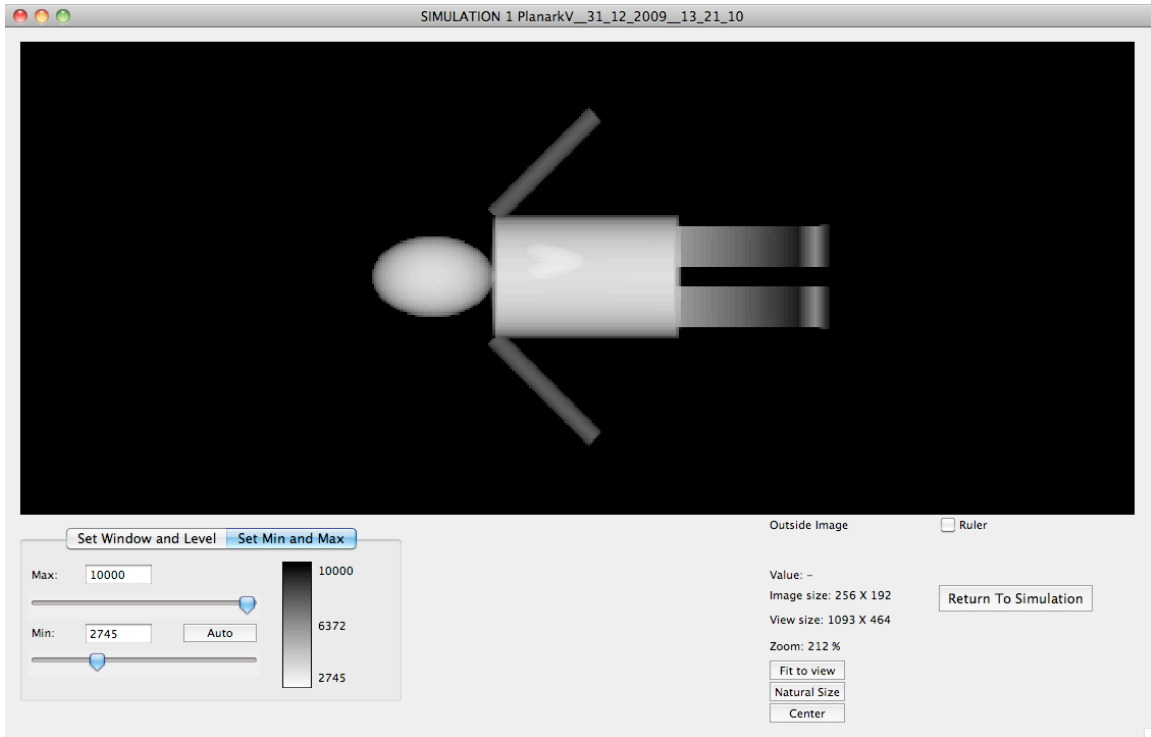 SIMULATION 1 PlanarkV__31_12_2009__13_21_10
Set Window and Level
Set Min and Max
Max:
10000
Min:
2745
Auto
10000
6372
2745
Outside Image
Ruler
Value: –
Image size: 256 X 192
View size: 1093 X 464
Zoom: 212 %
Fit to view
Natural Size
Center
Return To Simulation